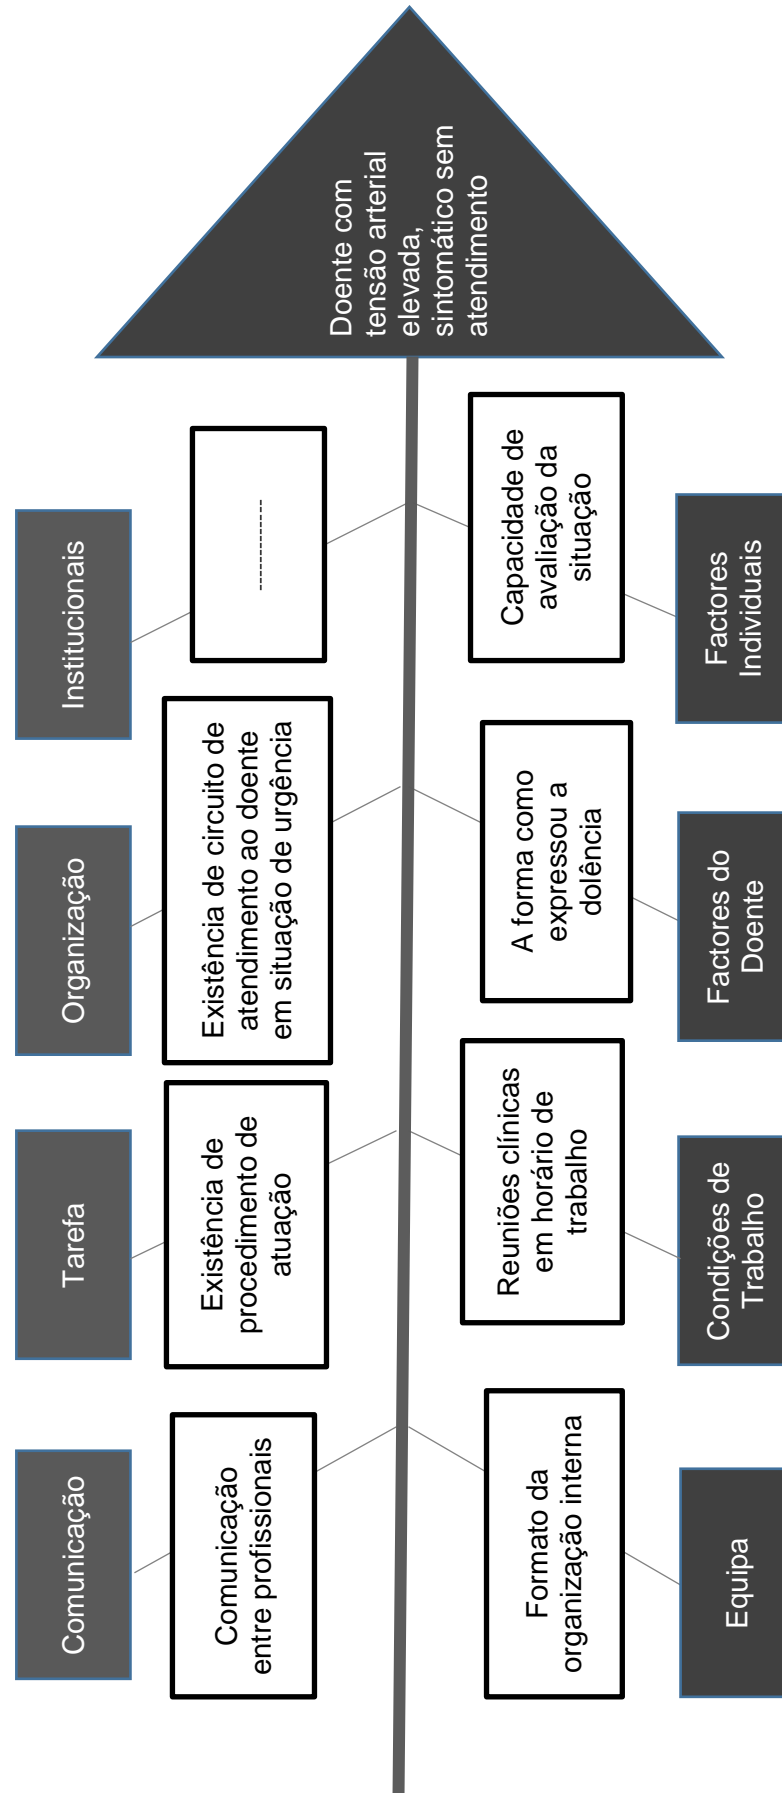 Comunicação
Tarefa
Organização
Institucionais
Comunicação
entre profissionais
Existência de
procedimento de
atuação
Existência de circuito de
atendimento ao doente
em situação de urgência
---------------
Doente com
tensão arterial
elevada,
sintomático sem
atendimento
Formato da
organização interna
Reuniões clínicas
em horário de
trabalho
A forma como
expressou a
dolência
Capacidade de
avaliação da
situação
Equipa
Condições de
Trabalho
Factores do
Doente
Factores
Individuais